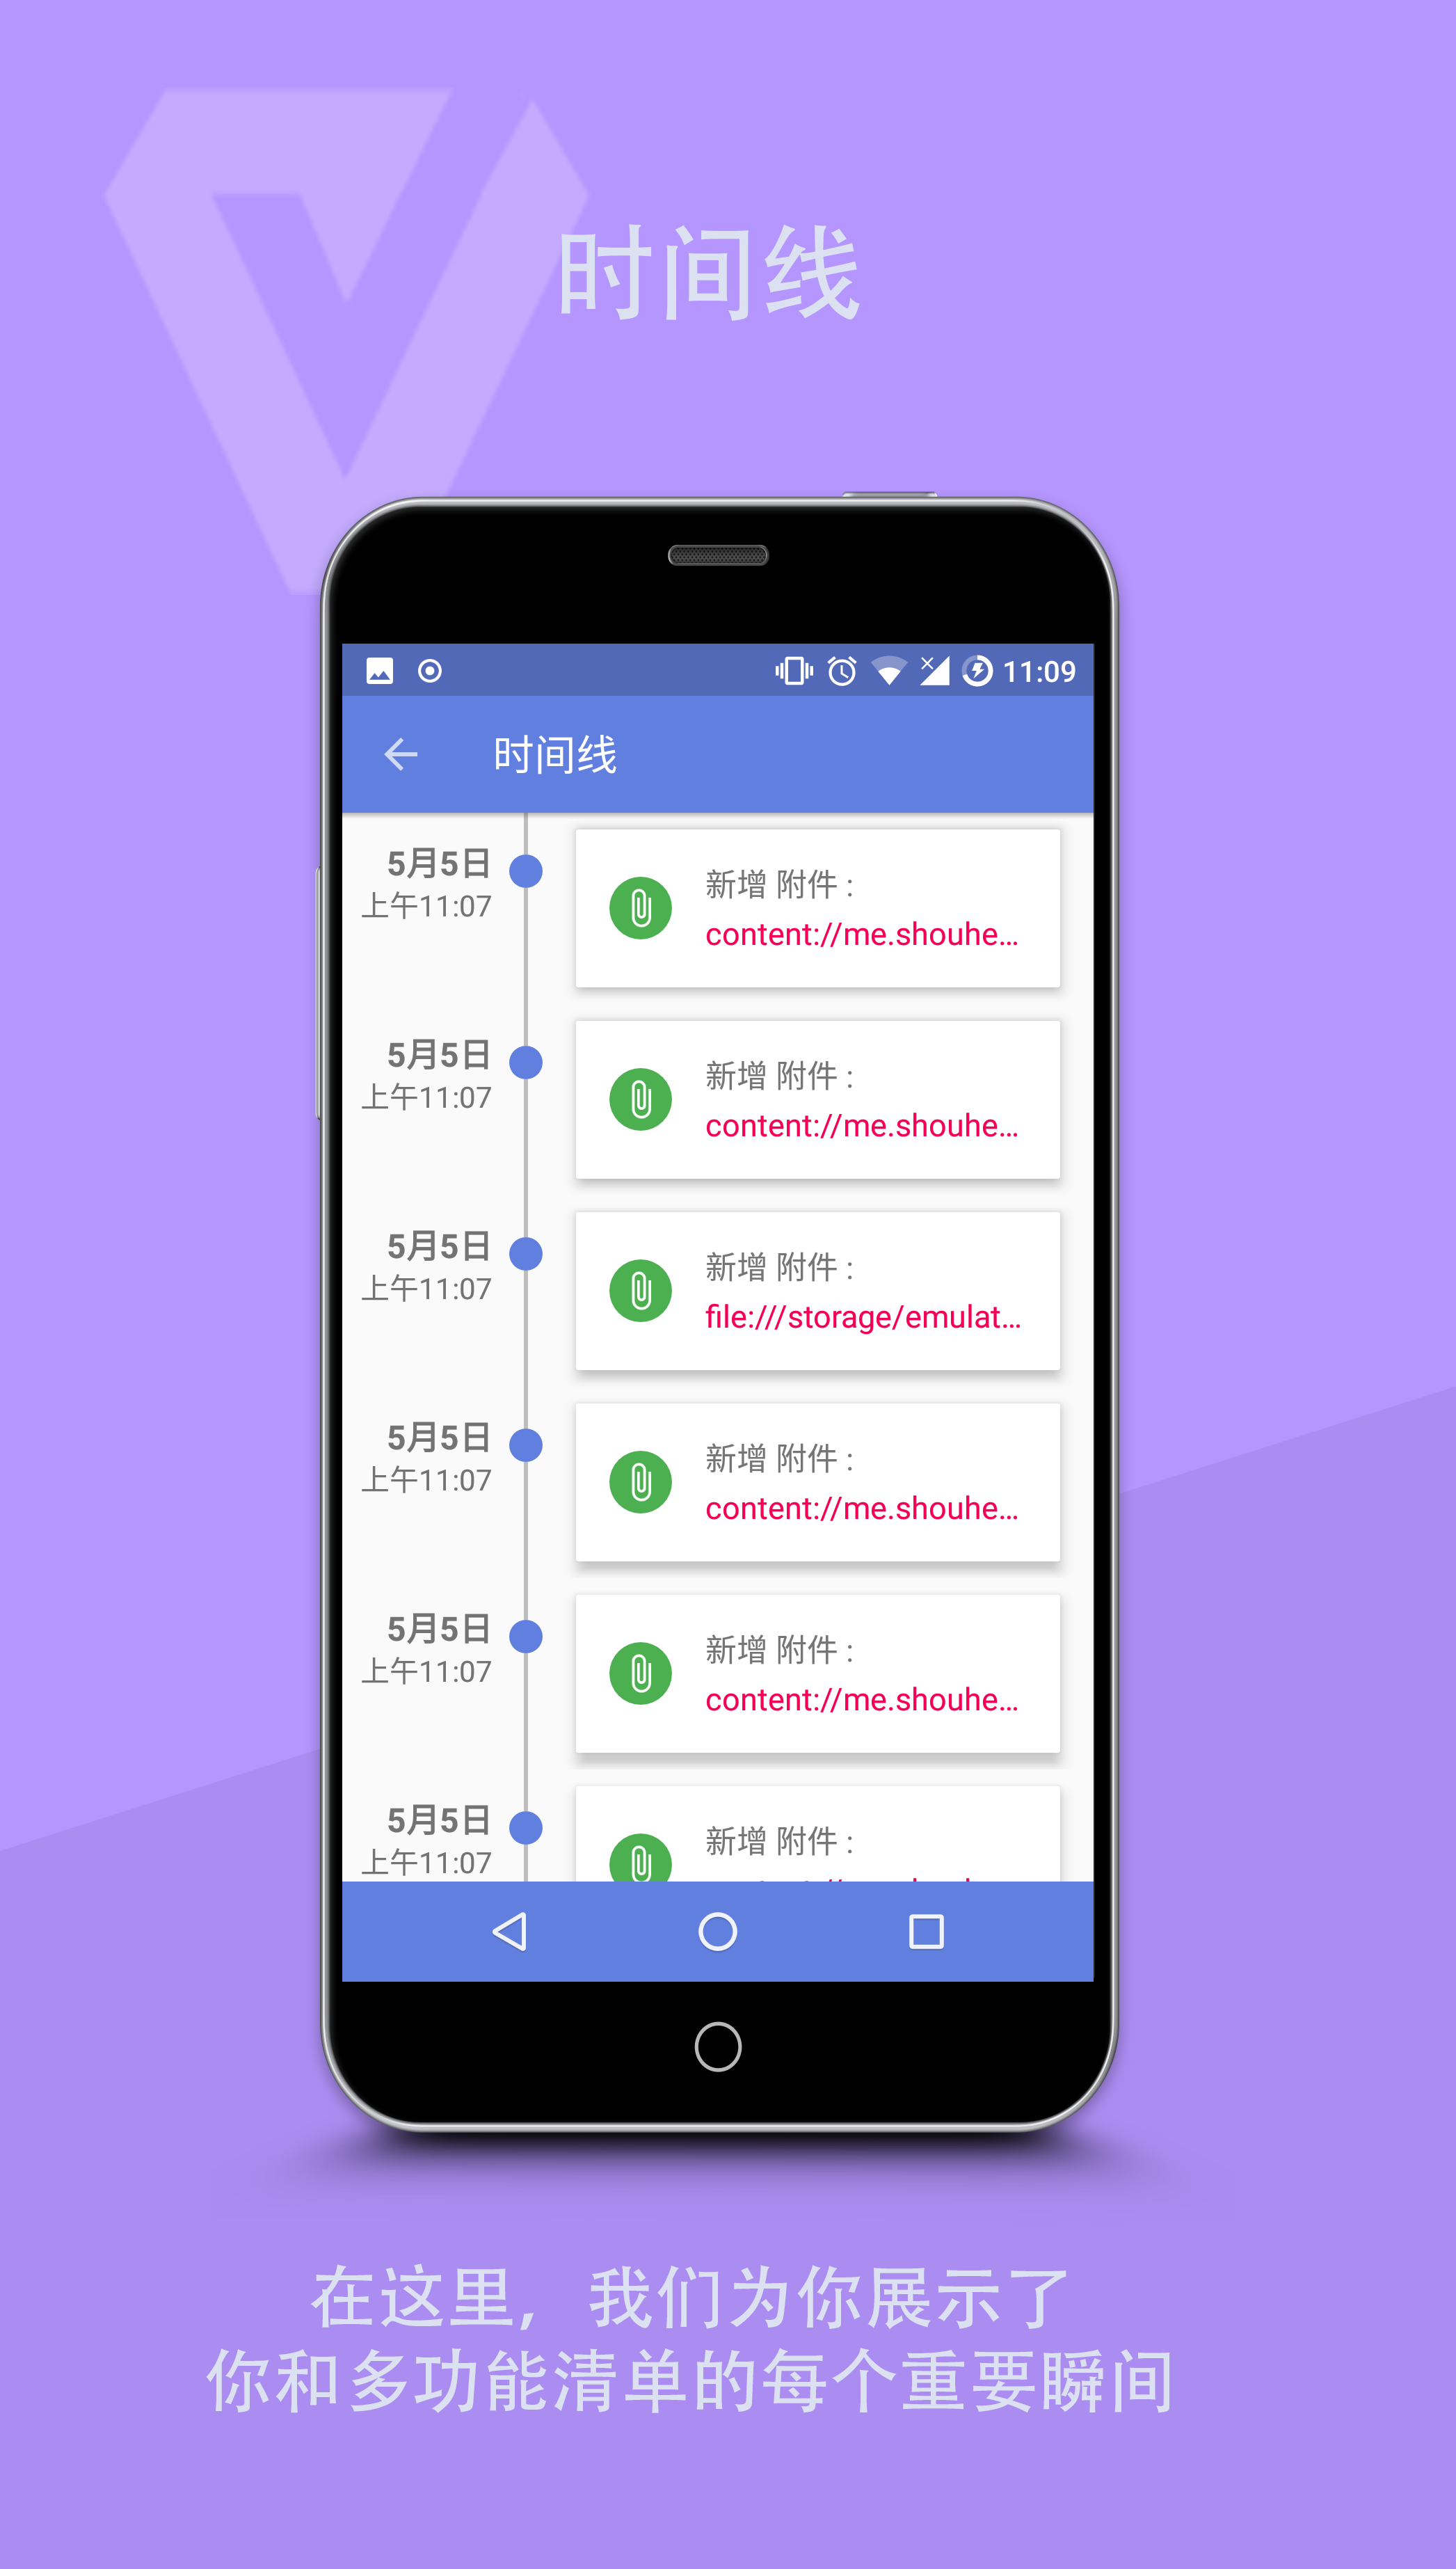 时间线
11:09
时间线
5月5日
上午11:07
新增 附件 :
content://me.shouhe...
5月5日
上午11:07
新增 附件 :
content://me.shouhe...
5月5日
上午11:07
新增 附件 :
file:///storage/emulat...
5月5日
上午11:07
新增 附件 :
content://me.shouhe...
5月5日
上午11:07
新增 附件 :
content://me.shouhe...
5月5日
上午11:07
新增 附件 :
在这里，我们为你展示了
你和多功能清单的每个重要瞬间